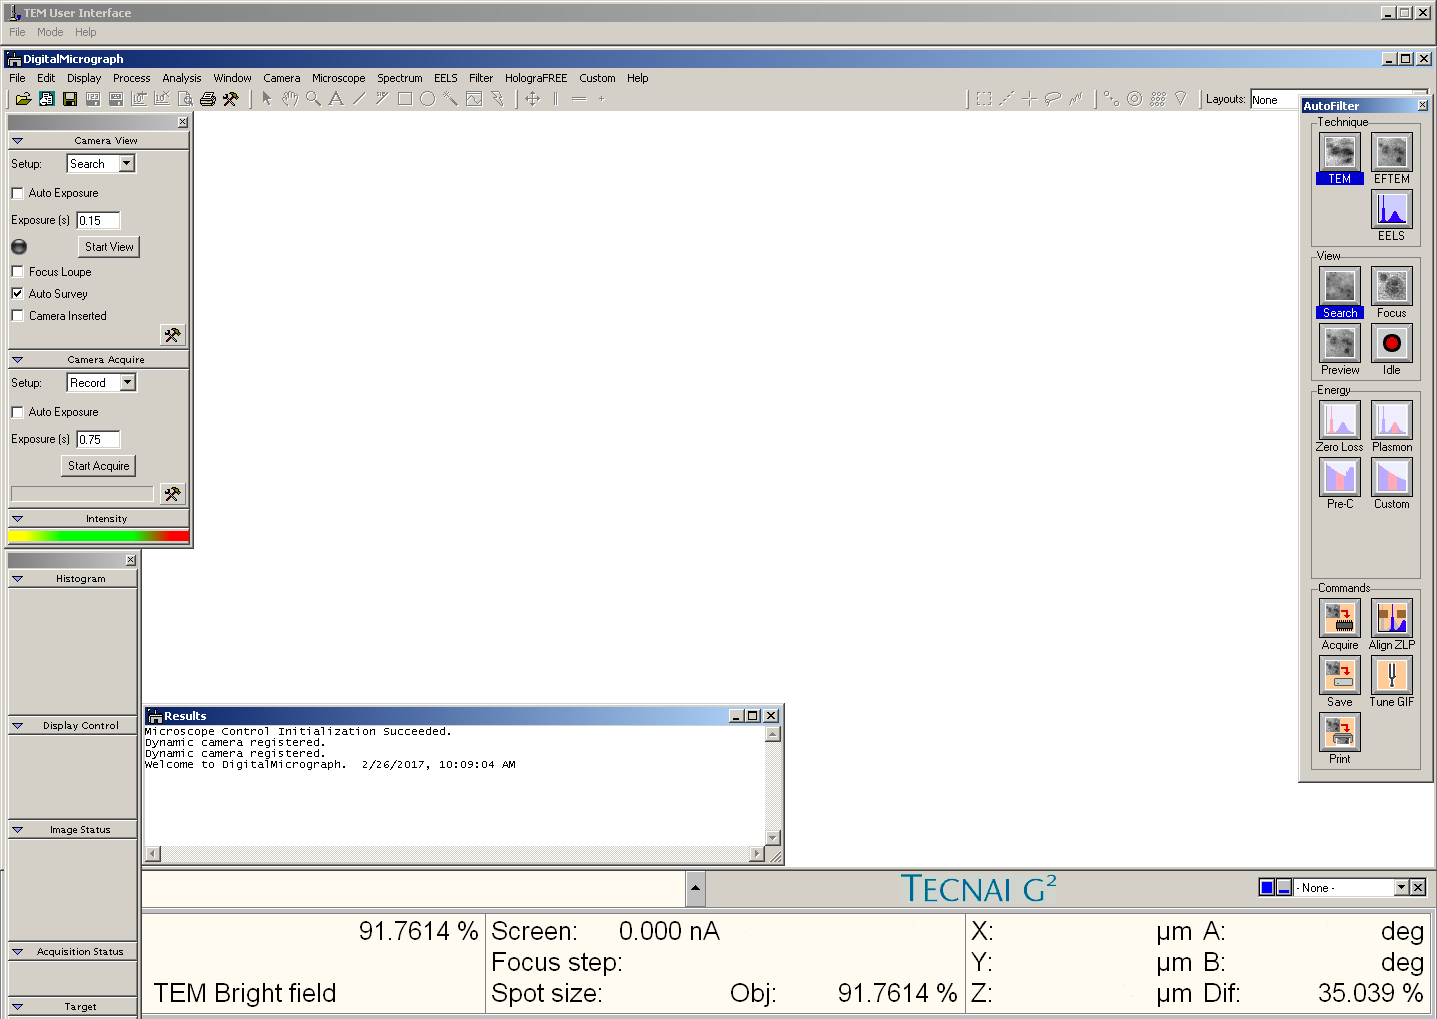 TEM User Interface
File Mode Help
DigitalMicrograph
File Edit Display Process Analysis Window Camera Microscope Spectrum EELS Filter HolograFREE Custom Help
Layouts: None
Camera View
Setup: Search
Auto Exposure
Exposure (s) 0.15
Start View
Focus Loupe
Auto Survey
Camera Inserted
Camera Acquire
Setup: Record
Auto Exposure
Exposure (s) 0.75
Start Acquire
Intensity
Histogram
Display Control
Image Status
Acquisition Status
Target
Results
Microscope Control Initialization Succeeded.
Dynamic camera registered.
Dynamic camera registered.
Welcome to DigitalMicrograph. 2/26/2017, 10:09:04 AM
AutoFilter
Technique
TEM EFTEM
EELS
View
Search Focus
Preview Idle
Energy
Zero Loss Plasmon
Pre-C Custom
Commands
Acquire Align ZLP
Save Tune GIF
Print
TECNAI G²
- None -
91.7614 % Screen: 0.000 nA X: µm A: deg
Focus step: Y: µm B: deg
TEM Bright field Spot size: Obj: 91.7614 % Z: µm Dif: 35.039 %